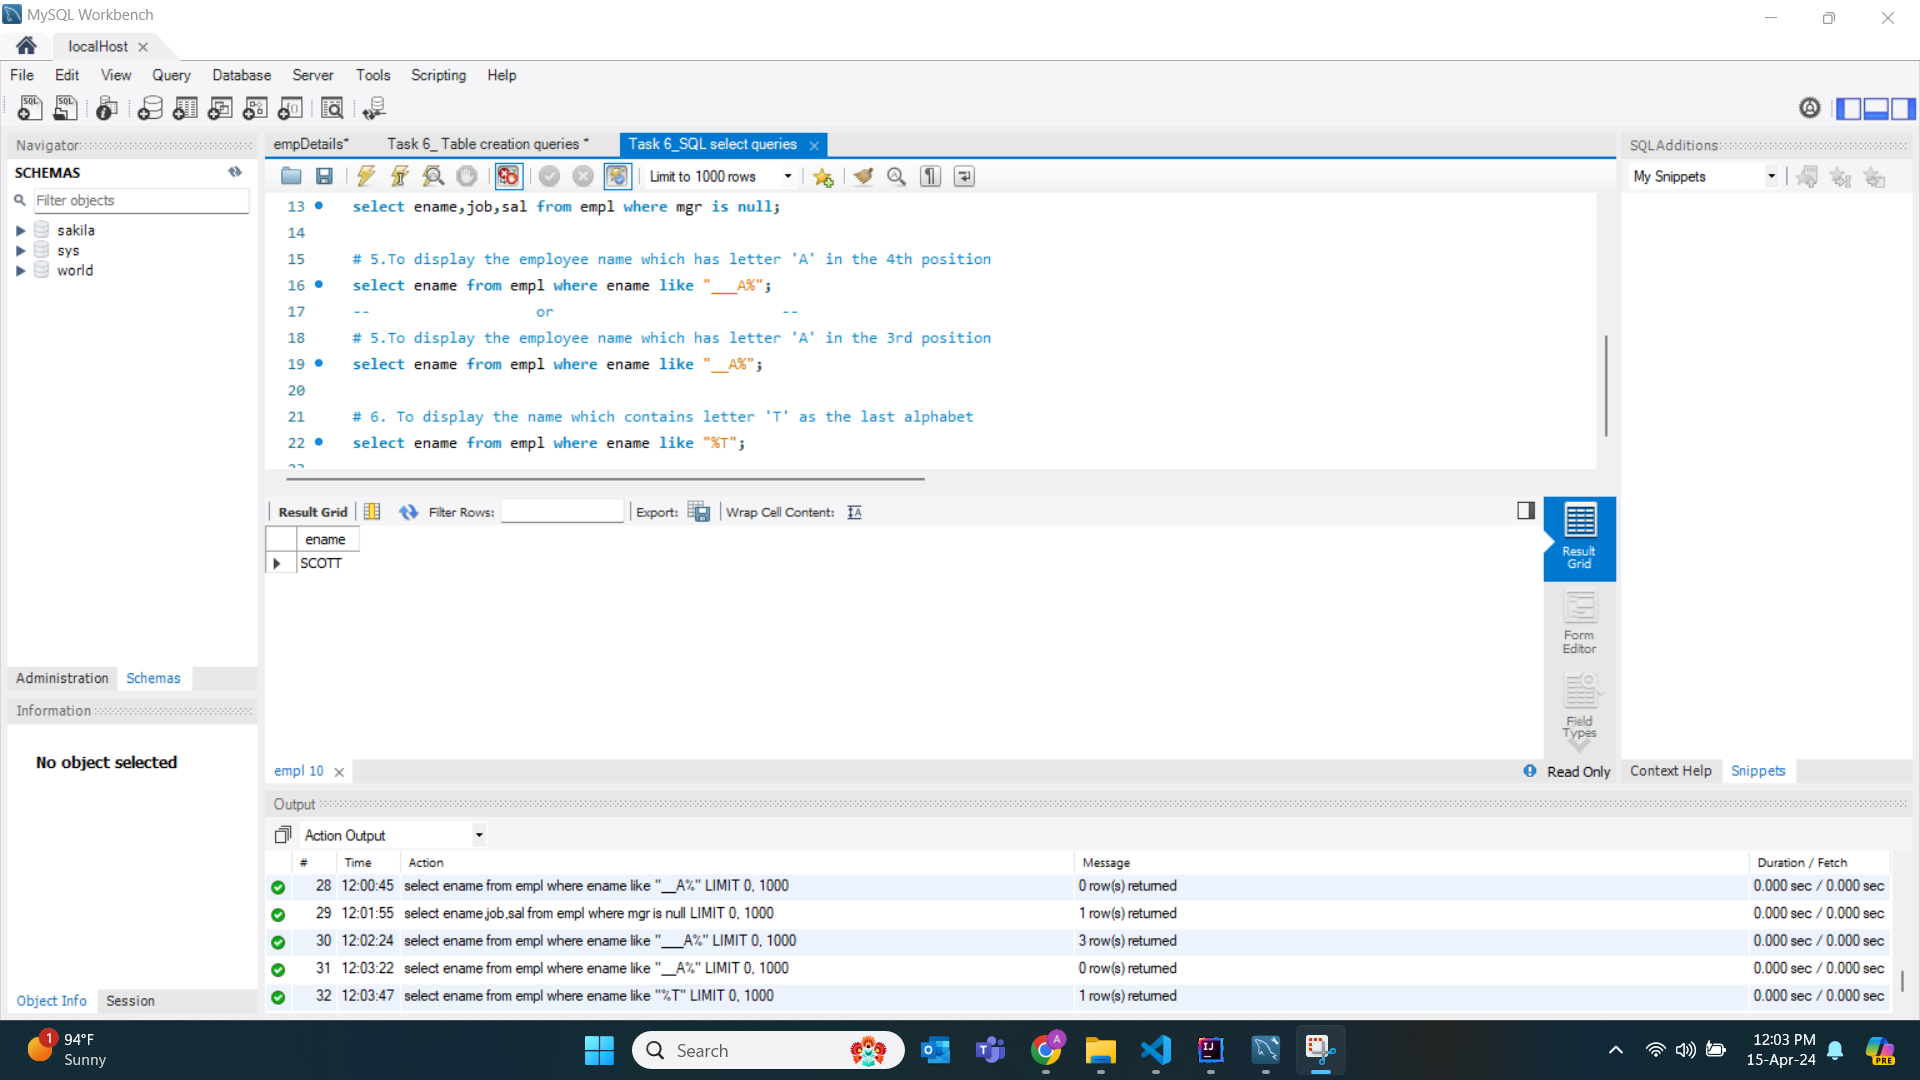 MySQL Workbench
localHost
File Edit View Query Database Server Tools Scripting Help
Navigator
SCHEMAS
Filter objects
sakila
sys
world
Administration Schemas
Information
No object selected
Object Info Session
empDetails* Task 6_ Table creation queries * Task 6_SQL select queries
Limit to 1000 rows
13 select ename,job,sal from empl where mgr is null;
14
15 # 5.To display the employee name which has letter 'A' in the 4th position
16 select ename from empl where ename like "___A%";
17 -- or --
18 # 5.To display the employee name which has letter 'A' in the 3rd position
19 select ename from empl where ename like "__A%";
20
21 # 6. To display the name which contains letter 'T' as the last alphabet
22 select ename from empl where ename like "%T";
23
Result Grid Filter Rows: Export: Wrap Cell Content:
ename
SCOTT
Result Grid
Form Editor
Field Types
empl 10
Read Only
SQLAdditions
My Snippets
Context Help Snippets
Output
Action Output
# Time Action Message Duration / Fetch
28 12:00:45 select ename from empl where ename like "__A%" LIMIT 0, 1000 0 row(s) returned 0.000 sec / 0.000 sec
29 12:01:55 select ename,job,sal from empl where mgr is null LIMIT 0, 1000 1 row(s) returned 0.000 sec / 0.000 sec
30 12:02:24 select ename from empl where ename like "___A%" LIMIT 0, 1000 3 row(s) returned 0.000 sec / 0.000 sec
31 12:03:22 select ename from empl where ename like "__A%" LIMIT 0, 1000 0 row(s) returned 0.000 sec / 0.000 sec
32 12:03:47 select ename from empl where ename like "%T" LIMIT 0, 1000 1 row(s) returned 0.000 sec / 0.000 sec
1
94°F
Sunny
Search
12:03 PM
15-Apr-24
PRE